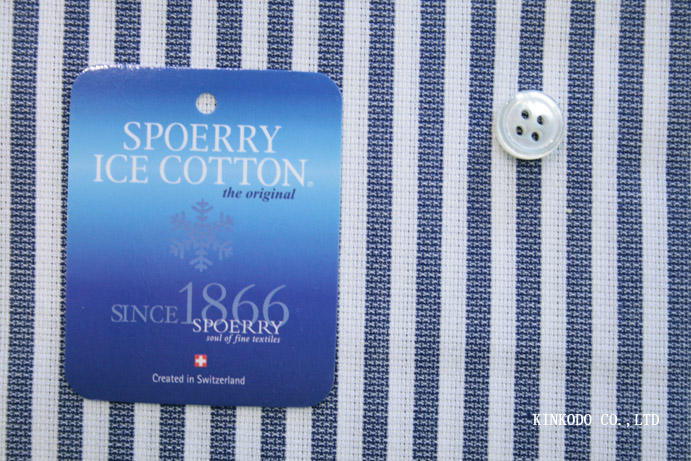 SPOERRY
ICE COTTON®
the original
SINCE 1866
SPOERRY
soul of fine textiles
Created in Switzerland
KINKODO CO.,LTD